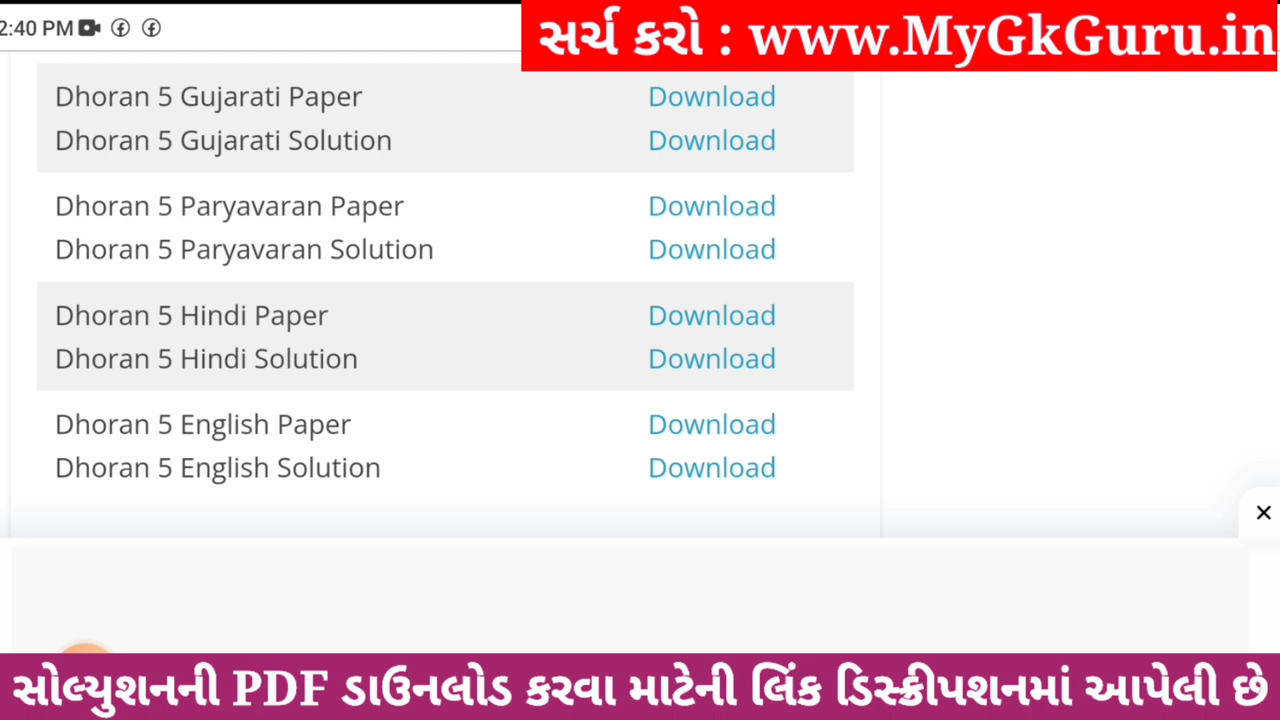 2:40 PM
સર્ચ કરો : www.MyGkGuru.in
Dhoran 5 Gujarati Paper Download
Dhoran 5 Gujarati Solution Download
Dhoran 5 Paryavaran Paper Download
Dhoran 5 Paryavaran Solution Download
Dhoran 5 Hindi Paper Download
Dhoran 5 Hindi Solution Download
Dhoran 5 English Paper Download
Dhoran 5 English Solution Download
સોલ્યુશનની PDF ડાઉનલોડ કરવા માટેની લિંક ડિસ્ક્રીપશનમાં આપેલી છે